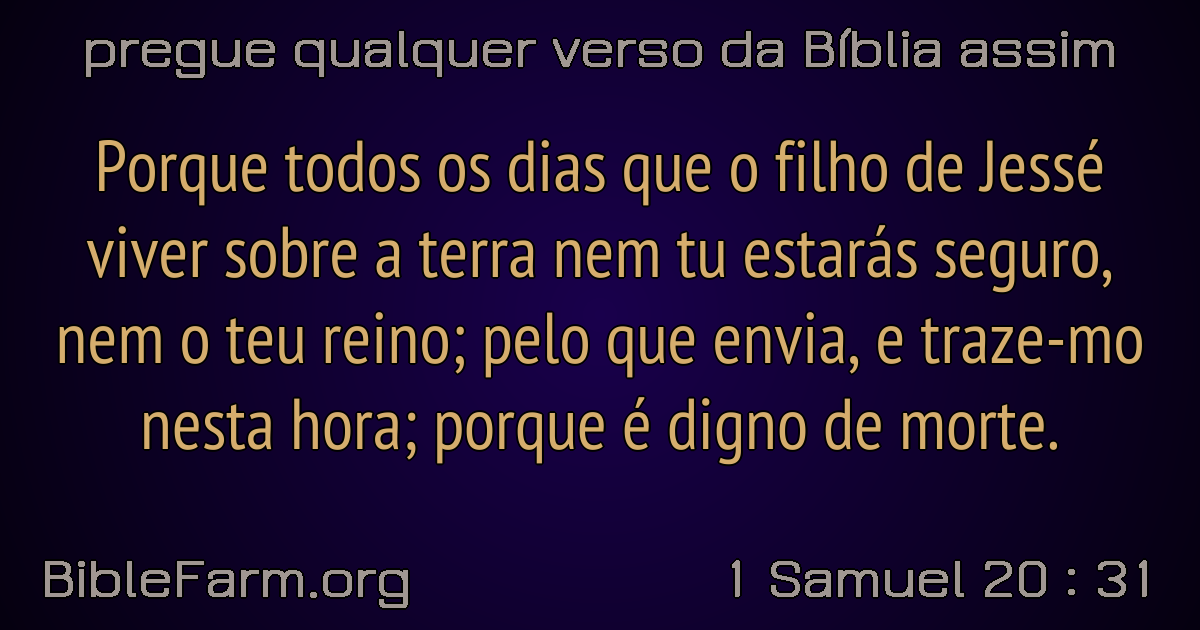 pregue qualquer verso da Bíblia assim
Porque todos os dias que o filho de Jessé
viver sobre a terra nem tu estarás seguro,
nem o teu reino; pelo que envia, e traze-mo
nesta hora; porque é digno de morte.
BibleFarm.org
1 Samuel 20 : 31